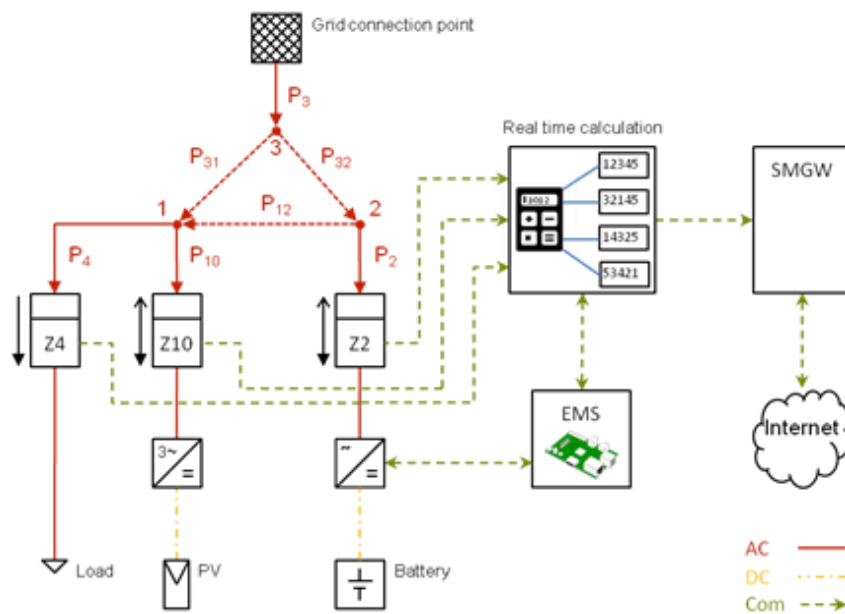 Grid connection point
P3
Real time calculation
3
P31
P32
12345
SMGW
1
P12
2
32145
14325
P4
P10
P2
53421
Z4
Z10
Z2
EMS
Internet
3~
=
~
=
AC
Load
PV
Battery
DC
Com